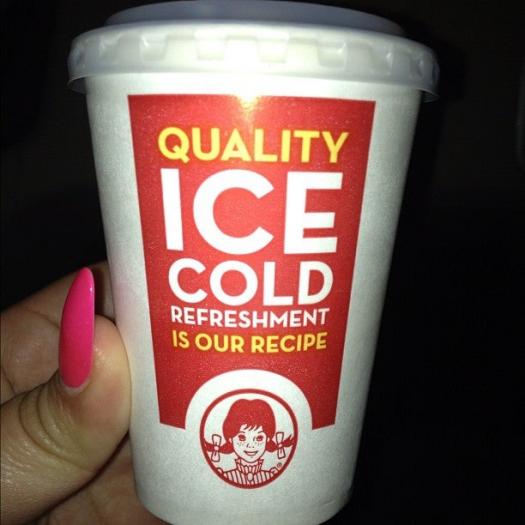 QUALITY
ICE
COLD
REFRESHMENT
IS OUR RECIPE